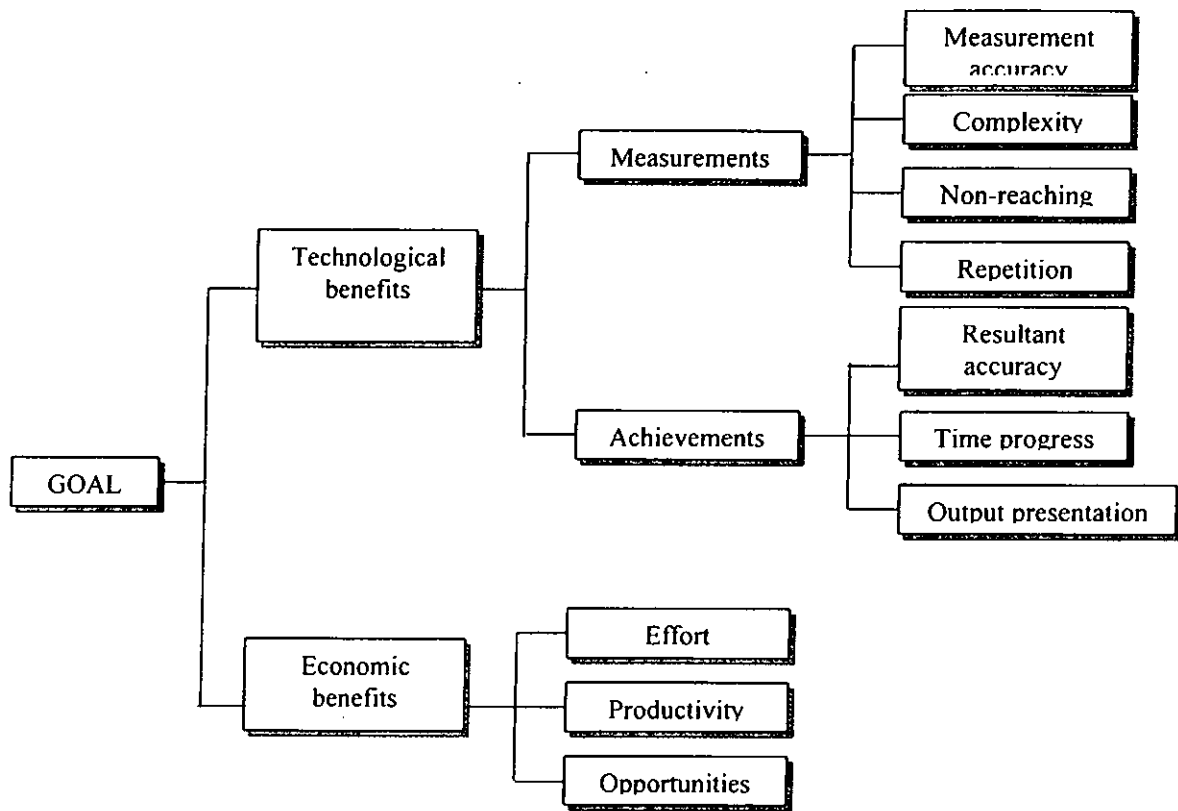 Measurement
accuracy
Complexity
Measurements
Non-reaching
Technological
benefits
Repetition
Resultant
accuracy
Achievements
Time progress
GOAL
Output presentation
Effort
Economic
benefits
Productivity
Opportunities